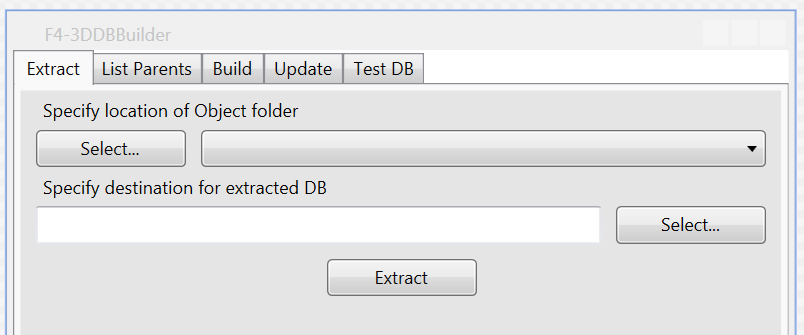 F4-3DDBBuilder
Extract List Parents Build Update Test DB
Specify location of Object folder
Select...
Specify destination for extracted DB
Select...
Extract